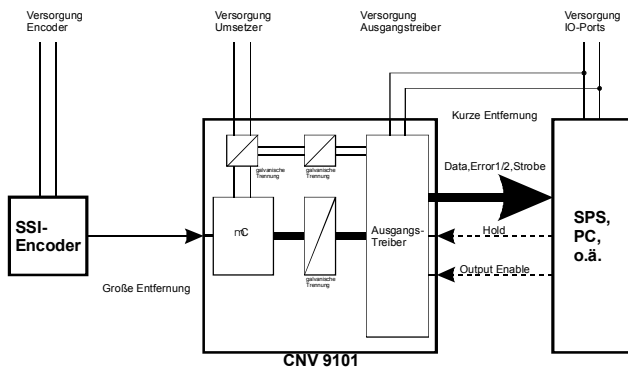 Versorgung
Encoder
Versorgung
Umsetzer
Versorgung
Ausgangstreiber
Versorgung
IO-Ports
Kurze Entfernung
galvanische
Trennung
galvanische
Trennung
Data,Error1/2,Strobe
SSI-
Encoder
mC
Ausgangs-
Treiber
Hold
SPS,
PC,
o.ä.
Output Enable
Große Entfernung
galvanische
Trennung
CNV 9101